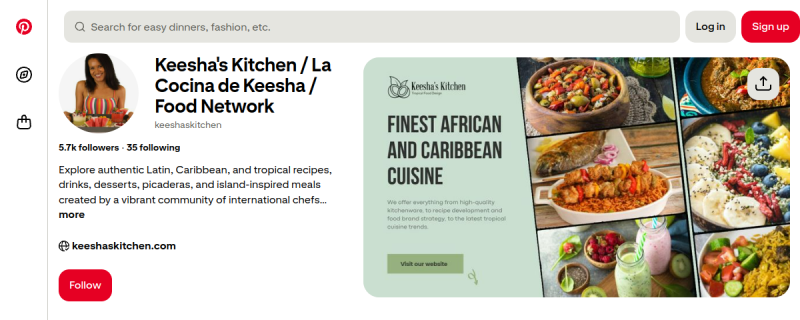 Search for easy dinners, fashion, etc.
Log in
Sign up
Keesha's Kitchen / La
Cocina de Keesha /
Food Network
keeshaskitchen
5.7k followers · 35 following
Explore authentic Latin, Caribbean, and tropical recipes,
drinks, desserts, picaderas, and island-inspired meals
created by a vibrant community of international chefs...
more
keeshaskitchen.com
Follow
Keesha's Kitchen
Tropical Food Design
FINEST AFRICAN
AND CARIBBEAN
CUISINE
We offer everything from high-quality
kitchenware, to recipe development and
food brand strategy, to the latest tropical
cuisine trends.
Visit our website